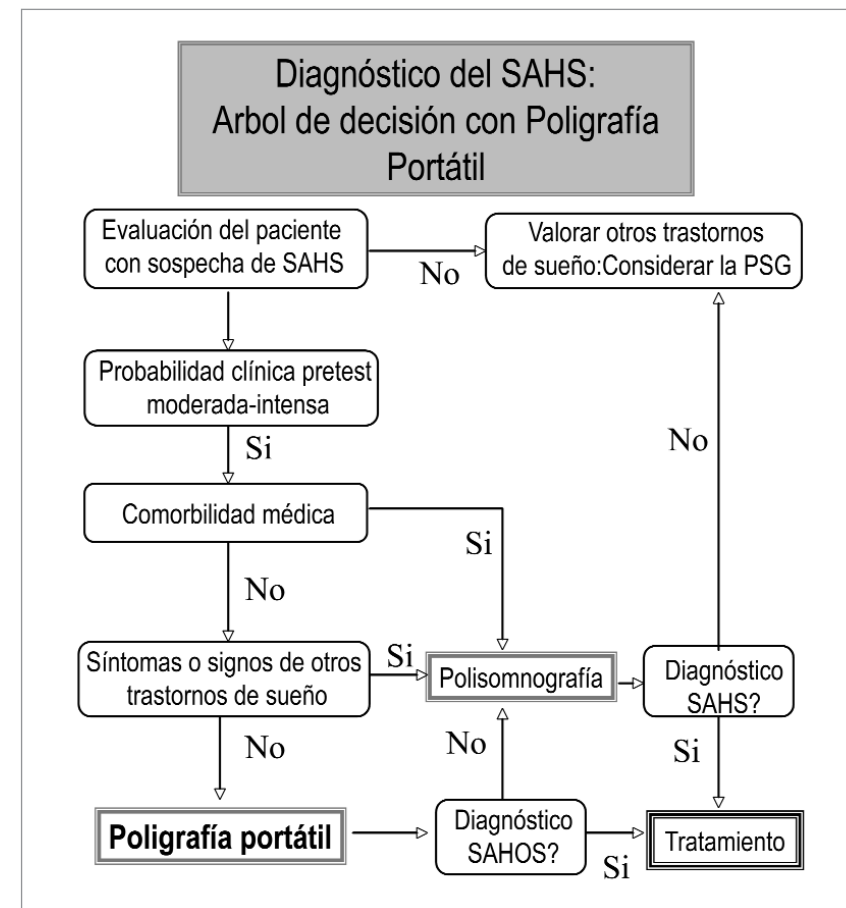 Diagnóstico del SAHS:
Arbol de decisión con Poligrafía
Portátil
Evaluación del paciente
con sospecha de SAHS
No
Valorar otros trastornos
de sueño:Considerar la PSG
Probabilidad clínica pretest
moderada-intensa
Si
No
Comorbilidad médica
Si
No
Síntomas o signos de otros
trastornos de sueño
Si
Polisomnografía
Diagnóstico
SAHS?
No
No
Si
Poligrafía portátil
Diagnóstico
SAHOS?
Si
Tratamiento